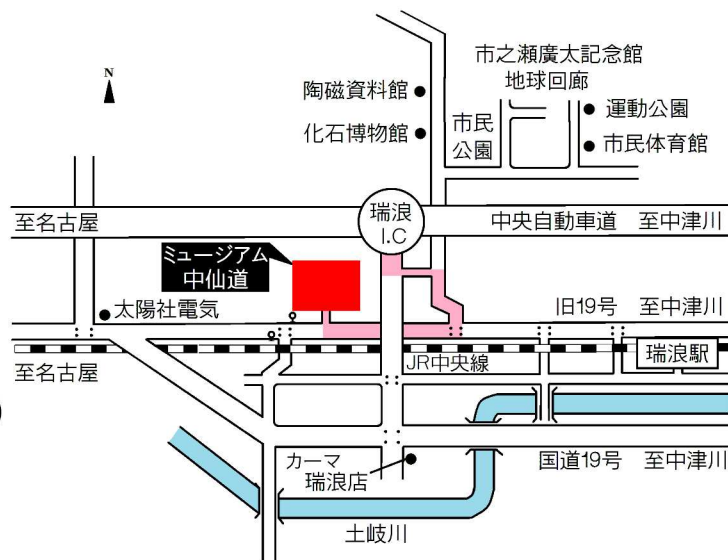 N
市之瀬廣太記念館
地球回廊
陶磁資料館
運動公園
化石博物館
市民
公園
市民体育館
瑞浪
I.C
至名古屋
中央自動車道 至中津川
ミュージアム
中仙道
太陽社電気
旧19号 至中津川
至名古屋
JR中央線
瑞浪駅
カーマ
瑞浪店
国道19号 至中津川
土岐川